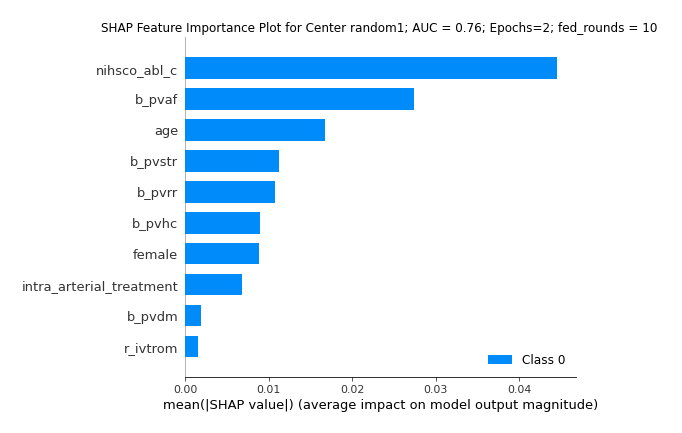 SHAP Feature Importance Plot for Center random1; AUC = 0.76; Epochs=2; fed_rounds = 10
nihsco_abl_c
b_pvaf
age
b_pvstr
b_pvrr
b_pvhc
female
intra_arterial_treatment
b_pvdm
r_ivtrom
Class 0
0.00 0.01 0.02 0.03 0.04
mean(|SHAP value|) (average impact on model output magnitude)